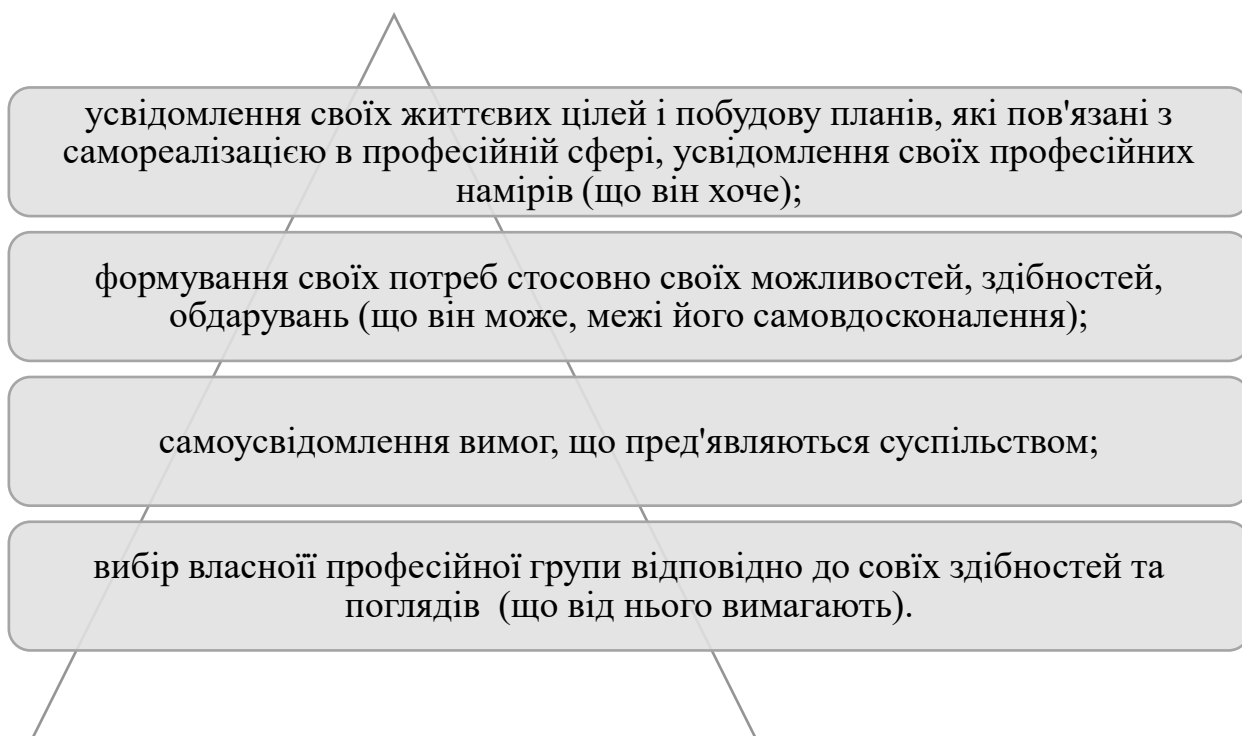 усвідомлення своїх життєвих цілей і побудову планів, які пов'язані з
самореалізацією в професійній сфері, усвідомлення своїх професійних
намірів (що він хоче);
формування своїх потреб стосовно своїх можливостей, здібностей,
обдарувань (що він може, межі його самовдосконалення);
самоусвідомлення вимог, що пред'являються суспільством;
вибір власноїї професійної групи відповідно до совїх здібностей та
поглядів  (що від нього вимагають).